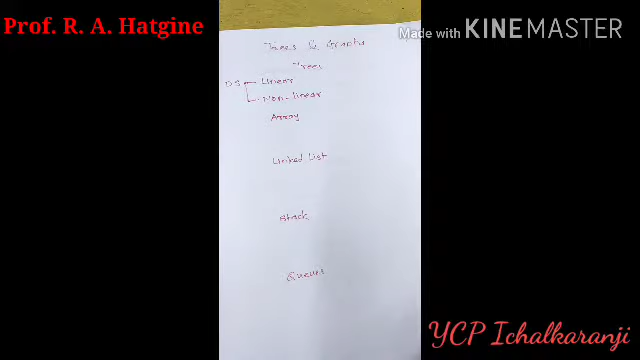 Prof. R. A. Hatgine
Made with KINEMASTER
Trees & Graphs
Trees
DS Linear
Non-linear
Array
Linked List
Stack
Queues
YCP Ichalkaranji